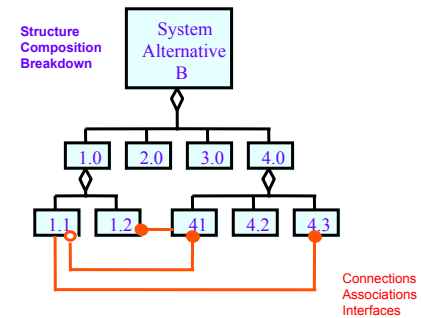 Structure
Composition
Breakdown
System
Alternative
B
1.0 2.0 3.0 4.0
1.1 1.2 41 4.2 4.3
Connections
Associations
Interfaces